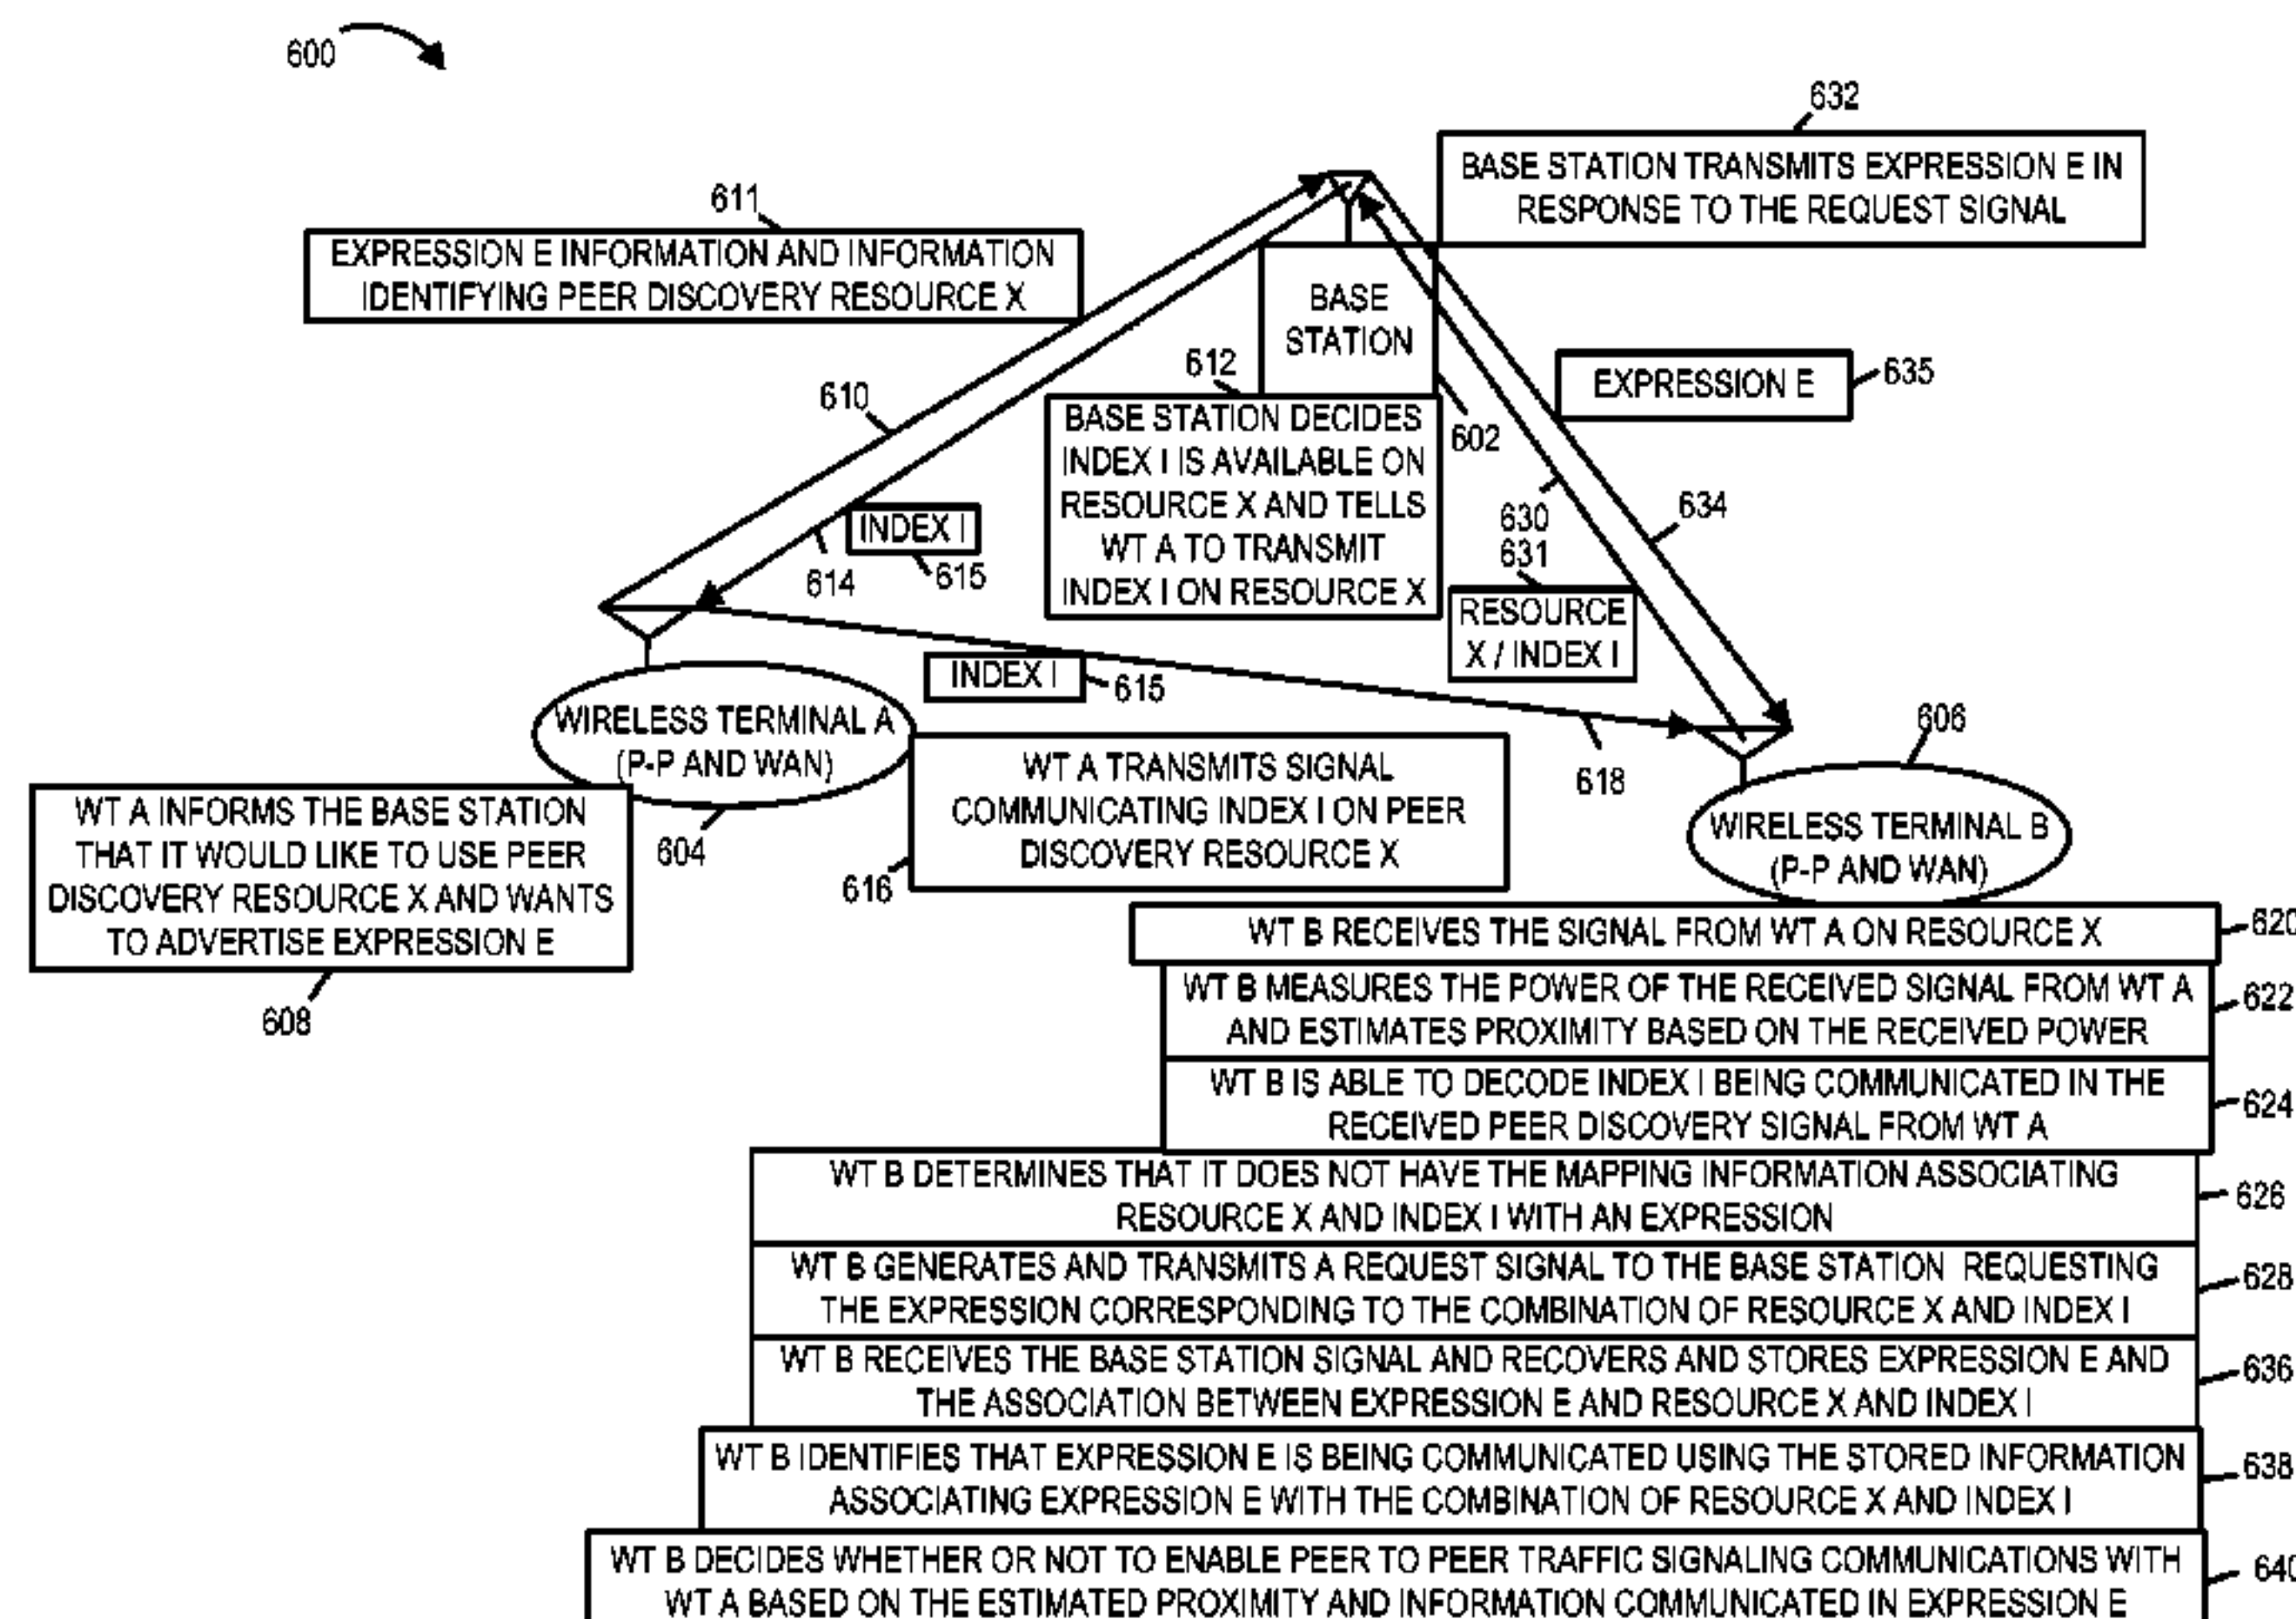 600
632
BASE STATION TRANSMITS EXPRESSION E IN
RESPONSE TO THE REQUEST SIGNAL
611
EXPRESSION E INFORMATION AND INFORMATION
IDENTIFYING PEER DISCOVERY RESOURCE X
BASE
STATION
612
602
EXPRESSION E
635
610
BASE STATION DECIDES
INDEX I IS AVAILABLE ON
RESOURCE X AND TELLS
WT A TO TRANSMIT
INDEX I ON RESOURCE X
INDEX I
615
614
630
631
634
RESOURCE
X / INDEX I
INDEX I
615
618
WIRELESS TERMINAL A
(P-P AND WAN)
604
606
WIRELESS TERMINAL B
(P-P AND WAN)
WT A TRANSMITS SIGNAL
COMMUNICATING INDEX I ON PEER
DISCOVERY RESOURCE X
616
WT A INFORMS THE BASE STATION
THAT IT WOULD LIKE TO USE PEER
DISCOVERY RESOURCE X AND WANTS
TO ADVERTISE EXPRESSION E
608
WT B RECEIVES THE SIGNAL FROM WT A ON RESOURCE X
620
WT B MEASURES THE POWER OF THE RECEIVED SIGNAL FROM WT A
AND ESTIMATES PROXIMITY BASED ON THE RECEIVED POWER
622
WT B IS ABLE TO DECODE INDEX I BEING COMMUNICATED IN THE
RECEIVED PEER DISCOVERY SIGNAL FROM WT A
624
WT B DETERMINES THAT IT DOES NOT HAVE THE MAPPING INFORMATION ASSOCIATING
RESOURCE X AND INDEX I WITH AN EXPRESSION
626
WT B GENERATES AND TRANSMITS A REQUEST SIGNAL TO THE BASE STATION REQUESTING
THE EXPRESSION CORRESPONDING TO THE COMBINATION OF RESOURCE X AND INDEX I
628
WT B RECEIVES THE BASE STATION SIGNAL AND RECOVERS AND STORES EXPRESSION E AND
THE ASSOCIATION BETWEEN EXPRESSION E AND RESOURCE X AND INDEX I
636
WT B IDENTIFIES THAT EXPRESSION E IS BEING COMMUNICATED USING THE STORED INFORMATION
ASSOCIATING EXPRESSION E WITH THE COMBINATION OF RESOURCE X AND INDEX I
638
WT B DECIDES WHETHER OR NOT TO ENABLE PEER TO PEER TRAFFIC SIGNALING COMMUNICATIONS WITH
WT A BASED ON THE ESTIMATED PROXIMITY AND INFORMATION COMMUNICATED IN EXPRESSION E
640